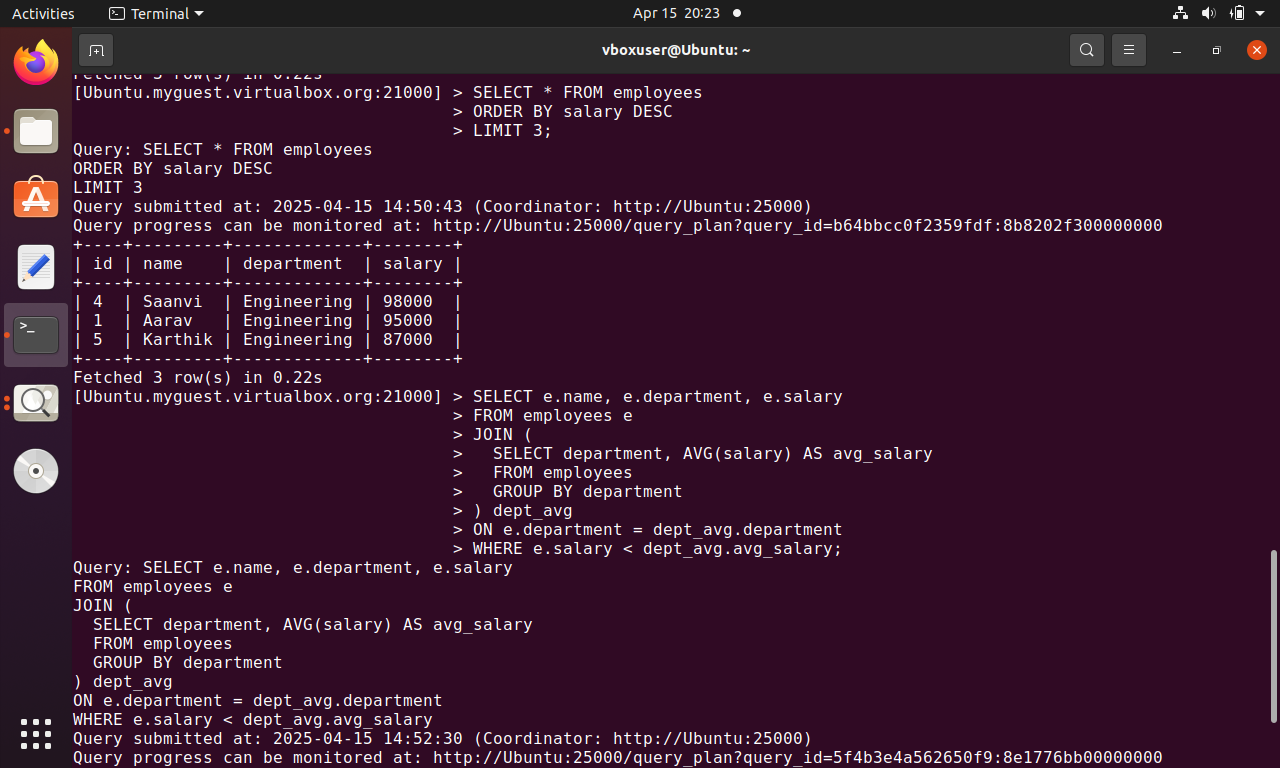 Activities
Terminal
Apr 15 20:23
vboxuser@Ubuntu: ~
Fetched 3 row(s) in 0.22s
[Ubuntu.myguest.virtualbox.org:21000] > SELECT * FROM employees
> ORDER BY salary DESC
> LIMIT 3;
Query: SELECT * FROM employees
ORDER BY salary DESC
LIMIT 3
Query submitted at: 2025-04-15 14:50:43 (Coordinator: http://Ubuntu:25000)
Query progress can be monitored at: http://Ubuntu:25000/query_plan?query_id=b64bbcc0f2359fdf:8b8202f300000000
+----+---------+-------------+--------+
| id | name    | department  | salary |
+----+---------+-------------+--------+
| 4  | Saanvi  | Engineering | 98000  |
| 1  | Aarav   | Engineering | 95000  |
| 5  | Karthik | Engineering | 87000  |
+----+---------+-------------+--------+
Fetched 3 row(s) in 0.22s
[Ubuntu.myguest.virtualbox.org:21000] > SELECT e.name, e.department, e.salary
> FROM employees e
> JOIN (
>   SELECT department, AVG(salary) AS avg_salary
>   FROM employees
>   GROUP BY department
> ) dept_avg
> ON e.department = dept_avg.department
> WHERE e.salary < dept_avg.avg_salary;
Query: SELECT e.name, e.department, e.salary
FROM employees e
JOIN (
  SELECT department, AVG(salary) AS avg_salary
  FROM employees
  GROUP BY department
) dept_avg
ON e.department = dept_avg.department
WHERE e.salary < dept_avg.avg_salary
Query submitted at: 2025-04-15 14:52:30 (Coordinator: http://Ubuntu:25000)
Query progress can be monitored at: http://Ubuntu:25000/query_plan?query_id=5f4b3e4a562650f9:8e1776bb00000000